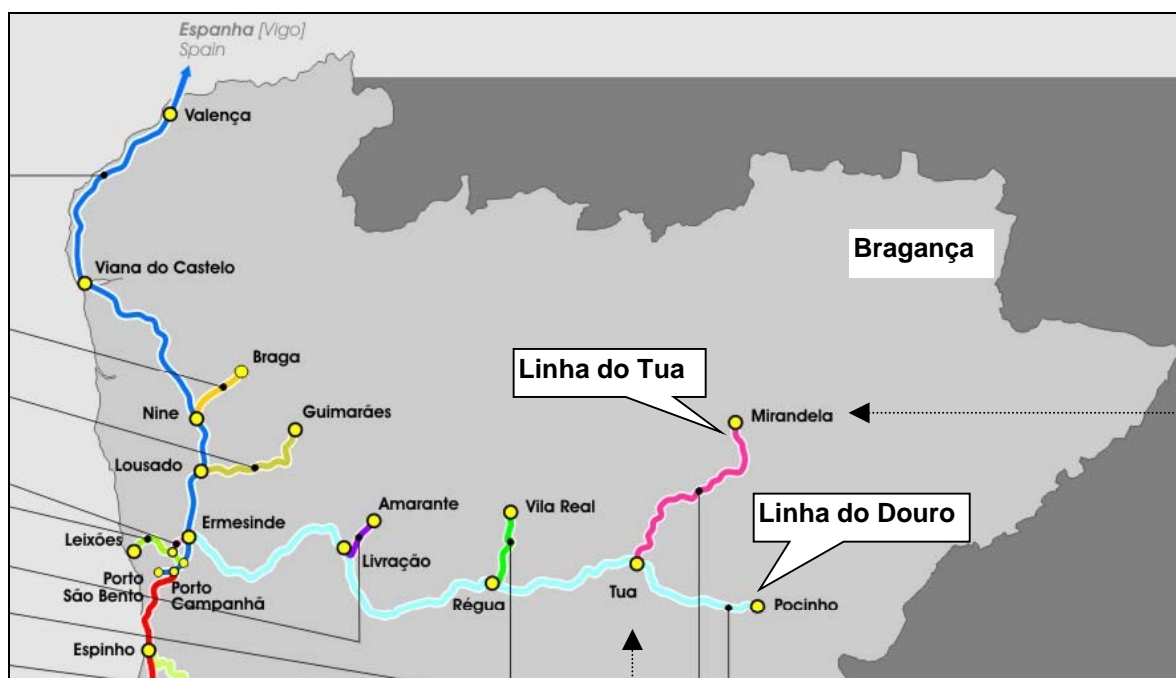 Espanha [Vigo]
Spain
Valença
Bragança
Viana do Castelo
Braga
Linha do Tua
Guimarães
Nine
Mirandela
Lousado
Amarante
Vila Real
Linha do Douro
Ermesinde
Leixões
Livração
Tua
Porto
São Bento
Porto
Campanhã
Régua
Pocinho
Espinho